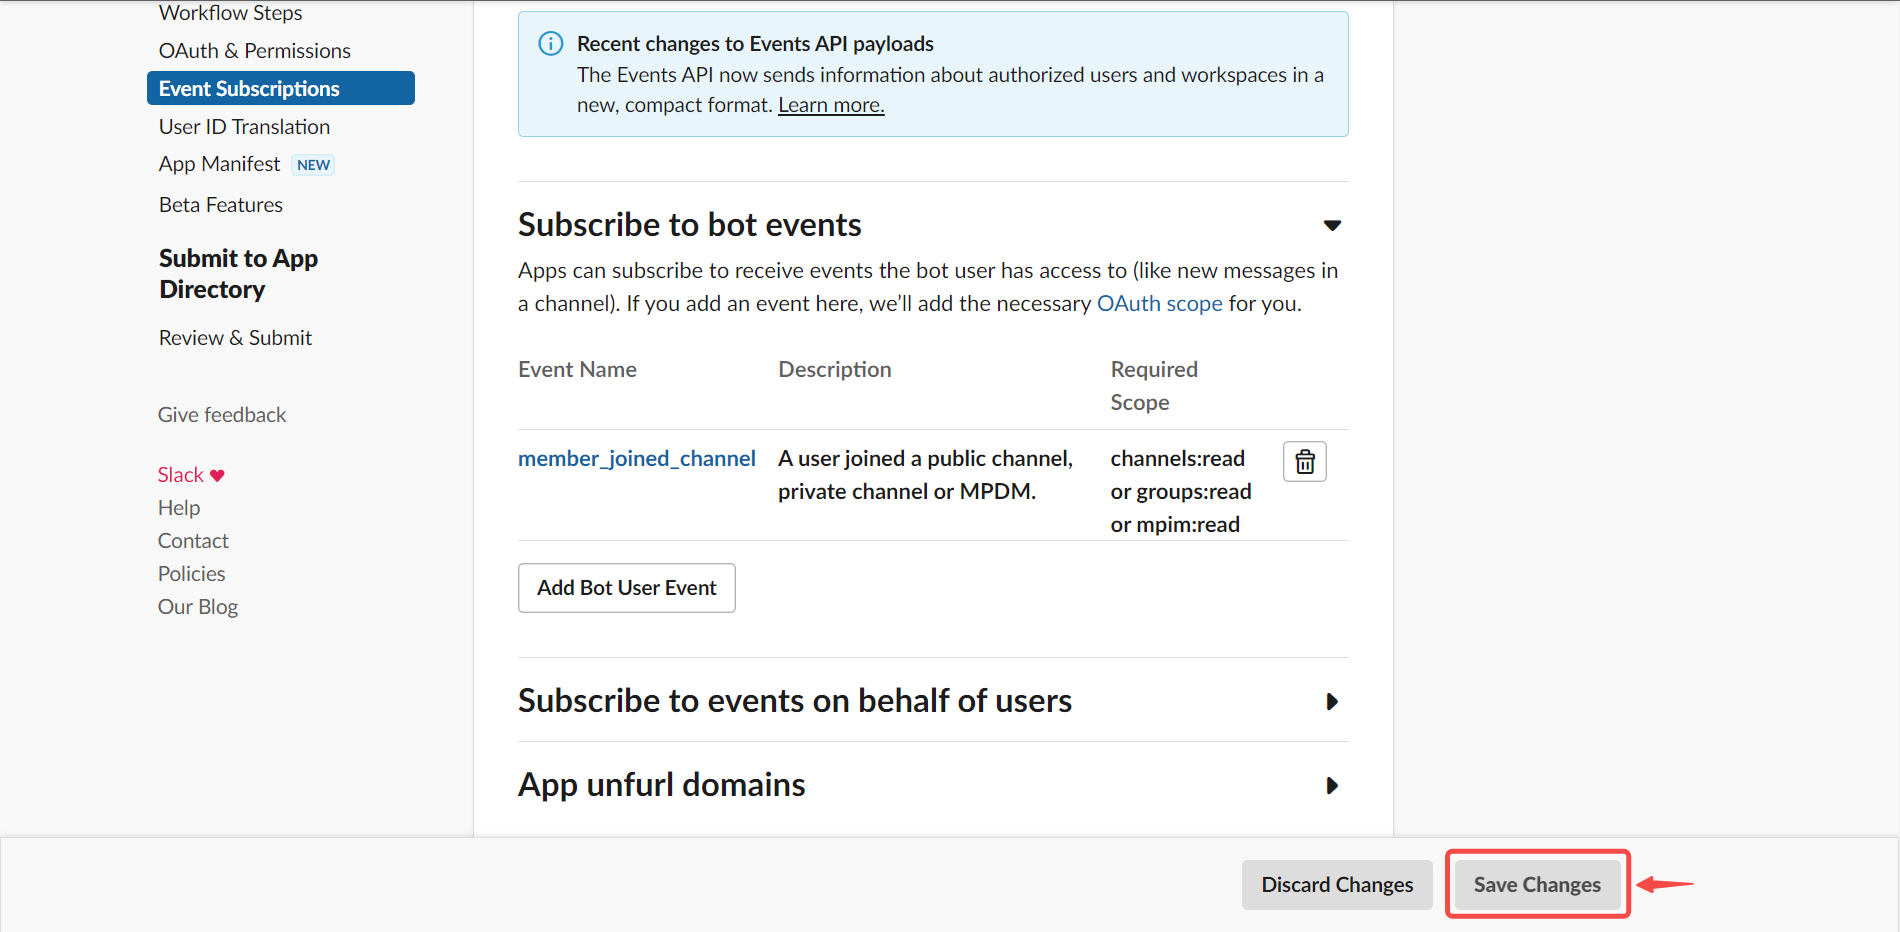 Workflow Steps
OAuth & Permissions
Event Subscriptions
User ID Translation
App Manifest NEW
Beta Features
Submit to App
Directory
Review & Submit
Give feedback
Slack
Help
Contact
Policies
Our Blog
Recent changes to Events API payloads
The Events API now sends information about authorized users and workspaces in a
new, compact format. Learn more.
Subscribe to bot events
Apps can subscribe to receive events the bot user has access to (like new messages in
a channel). If you add an event here, we’ll add the necessary OAuth scope for you.
Event Name
Description
Required
Scope
member_joined_channel
A user joined a public channel,
private channel or MPDM.
channels:read
or groups:read
or mpim:read
Add Bot User Event
Subscribe to events on behalf of users
App unfurl domains
Discard Changes
Save Changes